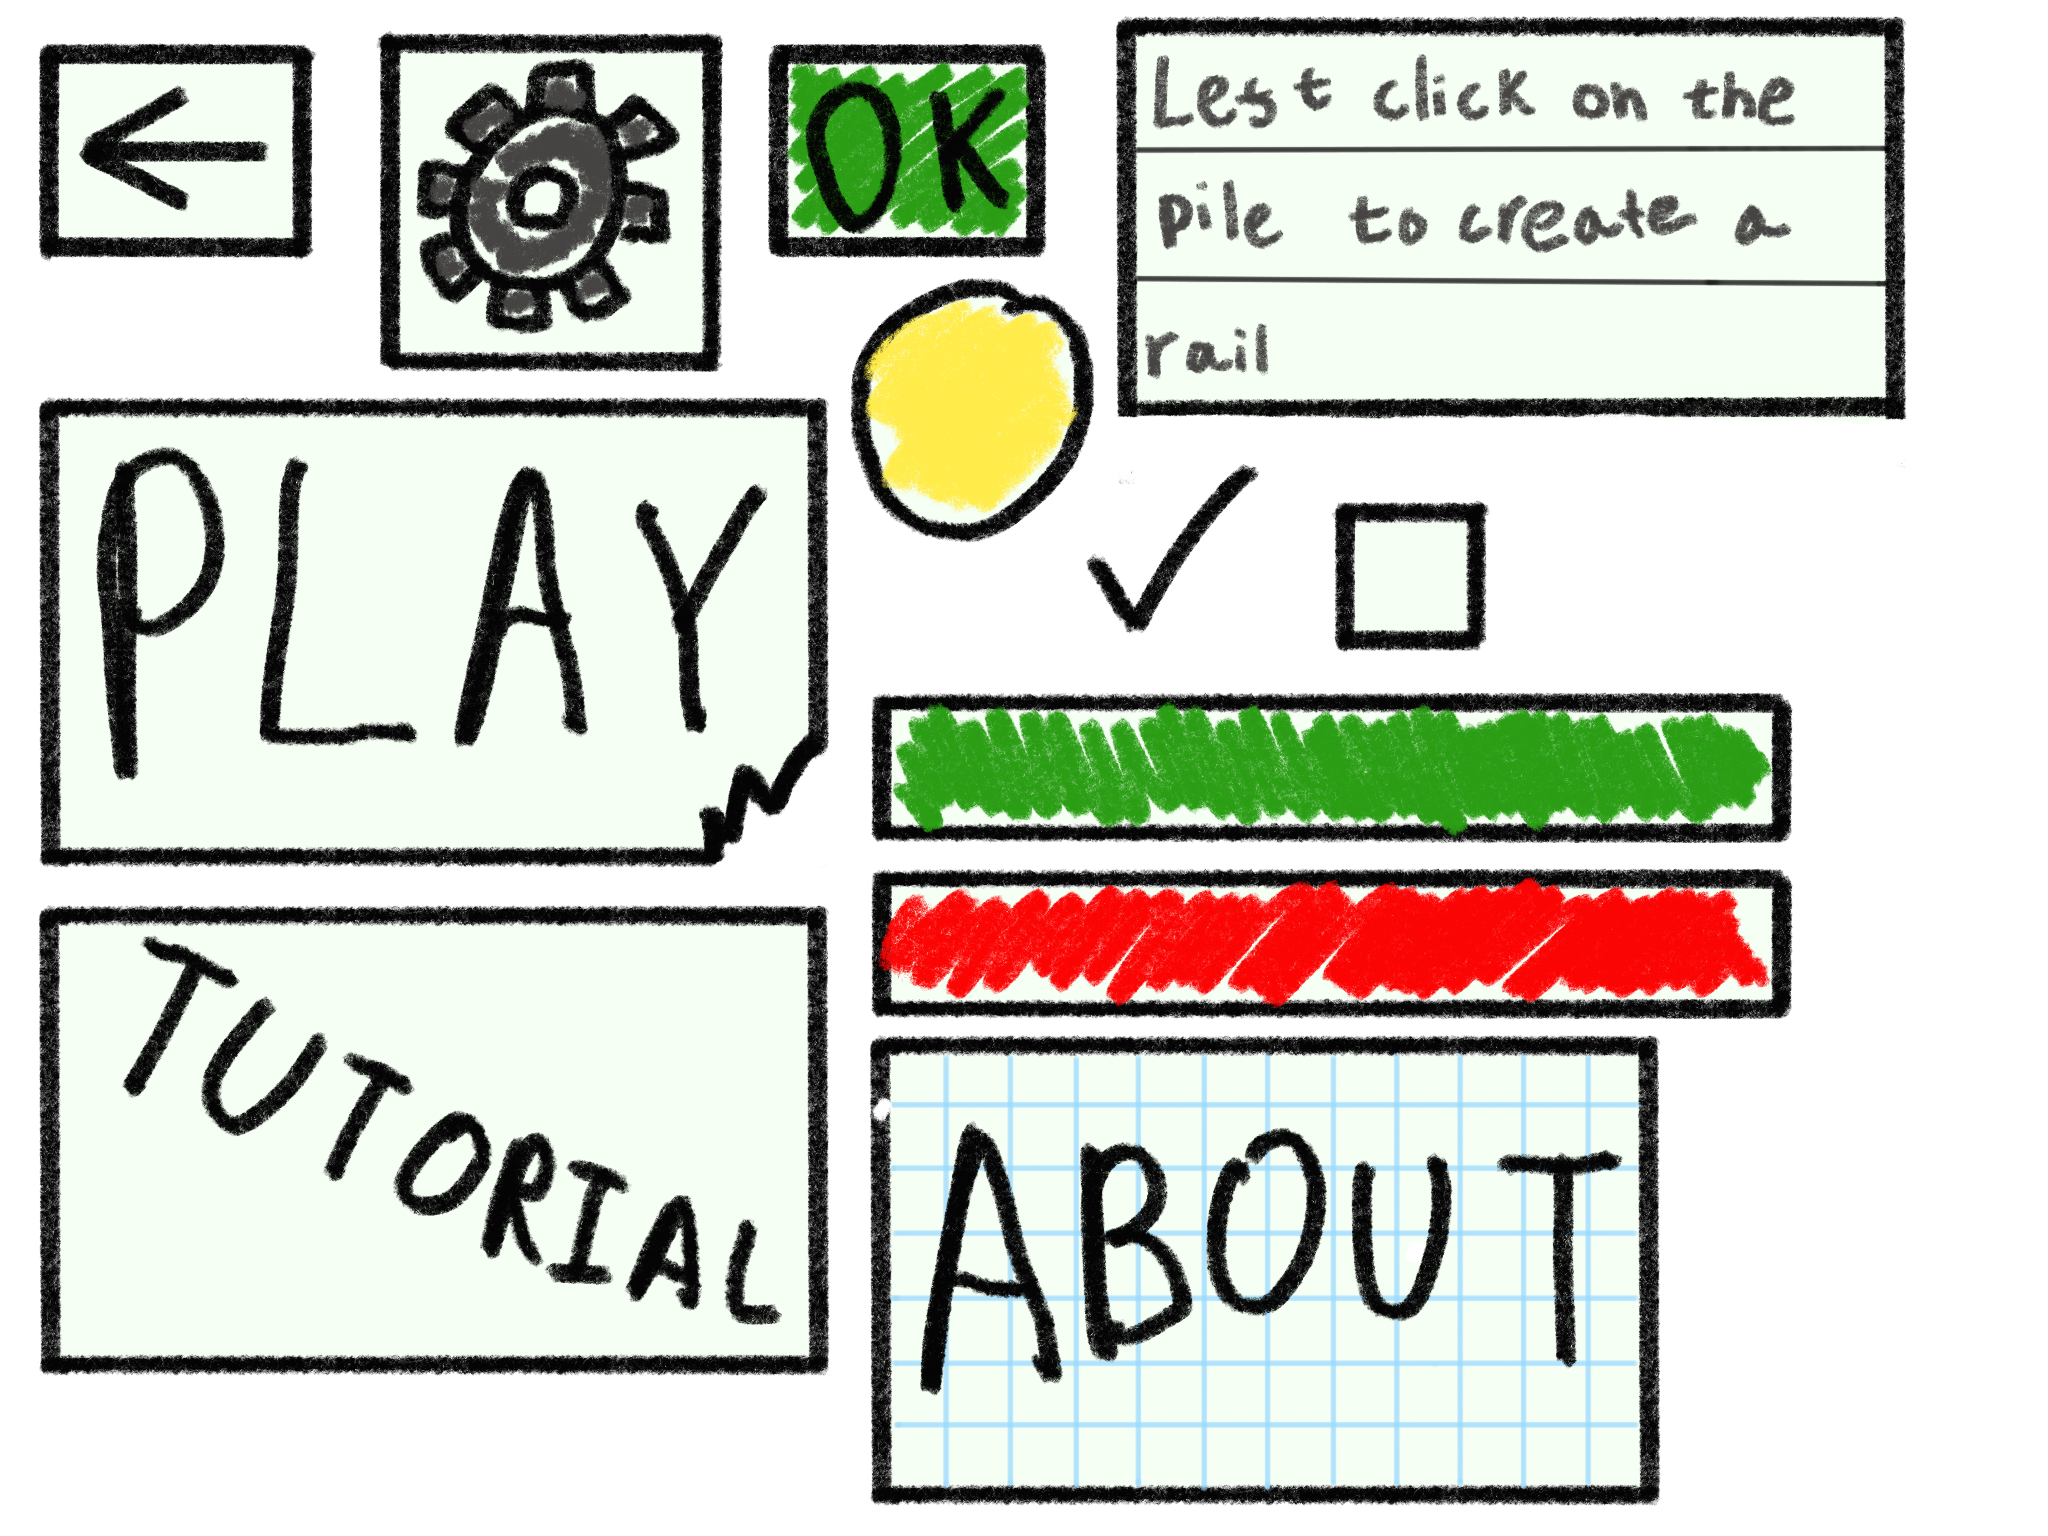 OK
Lest click on the
pile to create a
rail
PLAY
TUTORIAL
ABOUT